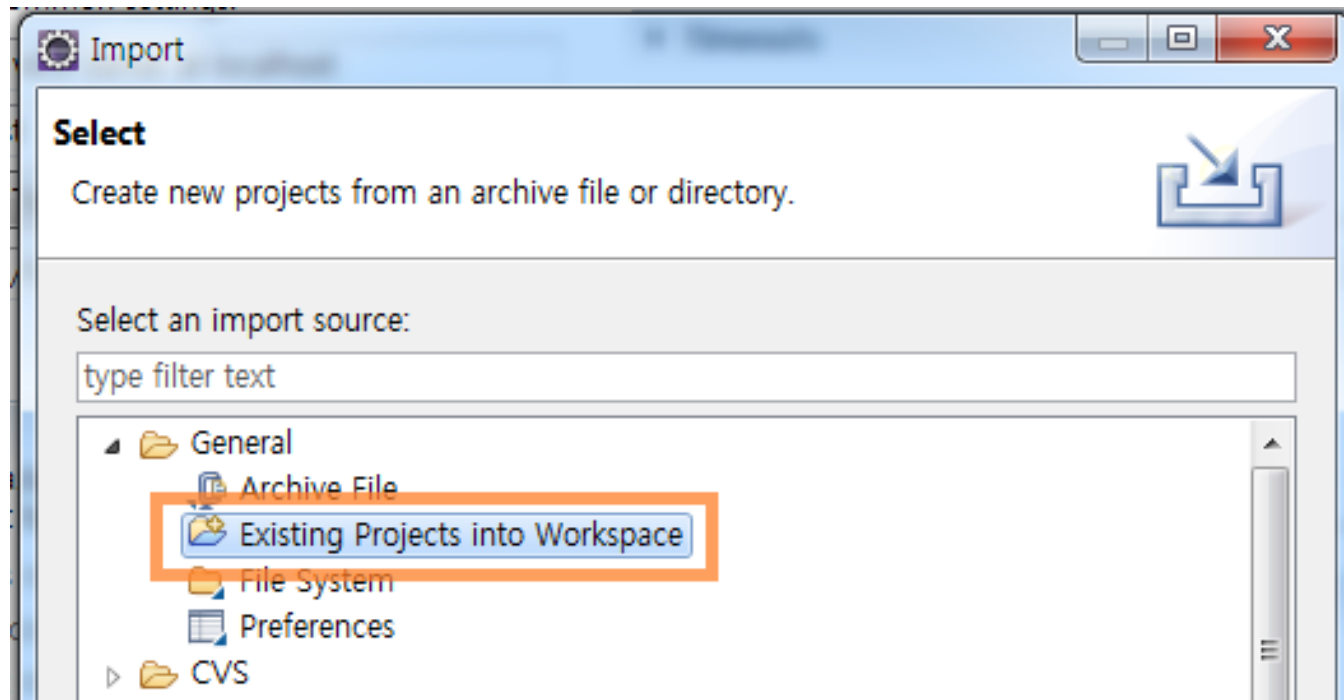 Import
Select
Create new projects from an archive file or directory.
Select an import source:
type filter text
General
Archive File
Existing Projects into Workspace
File System
Preferences
CVS